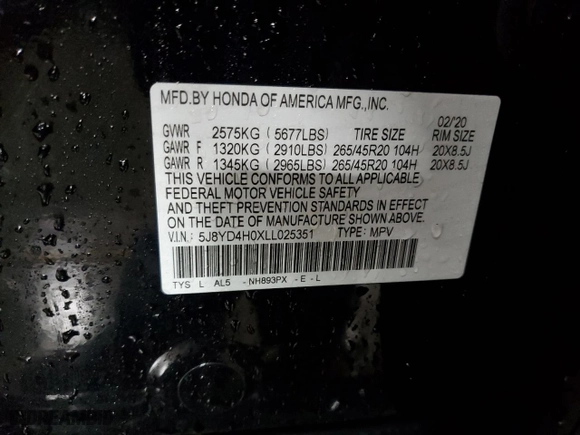 MFD.BY HONDA OF AMERICA MFG.,INC.
02/'20
GVWR 2575KG ( 5677LBS) TIRE SIZE RIM SIZE
GAWR F 1320KG ( 2910LBS) 265/45R20 104H 20X8.5J
GAWR R 1345KG ( 2965LBS) 265/45R20 104H 20X8.5J
THIS VEHICLE CONFORMS TO ALL APPLICABLE
FEDERAL MOTOR VEHICLE SAFETY
AND THEFT PREVENTION STANDARDS IN EFFECT
ON THE DATE OF MANUFACTURE SHOWN ABOVE.
V.I.N.: 5J8YD4H0XLL025351 TYPE: MPV
TYS L AL5 - NH893PX - E - L